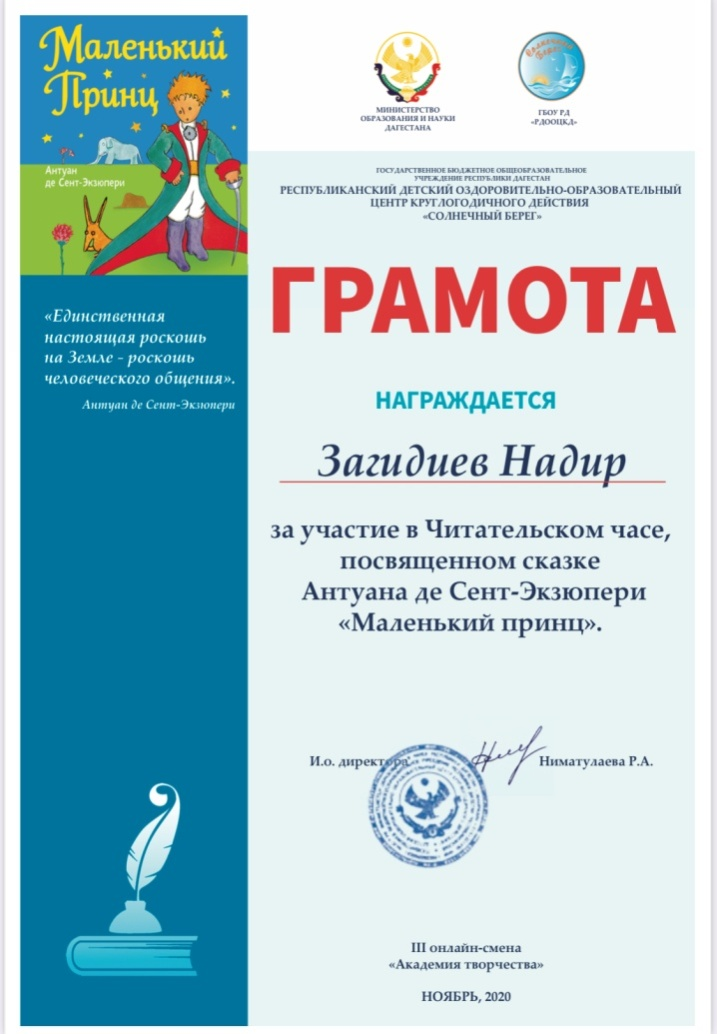 Маленький
Принц
Антуан
де Сент-Экзюпери
«Единственная
настоящая роскошь
на Земле - роскошь
человеческого общения».
Антуан де Сент-Экзюпери
МИНИСТЕРСТВО
ОБРАЗОВАНИЯ И НАУКИ
ДАГЕСТАНА
Солнечный
Берег
ГБОУ РД
«РДООЦКД»
ГОСУДАРСТВЕННОЕ БЮДЖЕТНОЕ ОБЩЕОБРАЗОВАТЕЛЬНОЕ
УЧРЕЖДЕНИЕ РЕСПУБЛИКИ ДАГЕСТАН
РЕСПУБЛИКАНСКИЙ ДЕТСКИЙ ОЗДОРОВИТЕЛЬНО-ОБРАЗОВАТЕЛЬНЫЙ
ЦЕНТР КРУГЛОГОДИЧНОГО ДЕЙСТВИЯ
«СОЛНЕЧНЫЙ БЕРЕГ»
ГРАМОТА
НАГРАЖДАЕТСЯ
Загидиев Надир
за участие в Читательском часе,
посвященном сказке
Антуана де Сент-Экзюпери
«Маленький принц».
И.о. директора Ниматулаева Р.А.
III онлайн-смена
«Академия творчества»
НОЯБРЬ, 2020